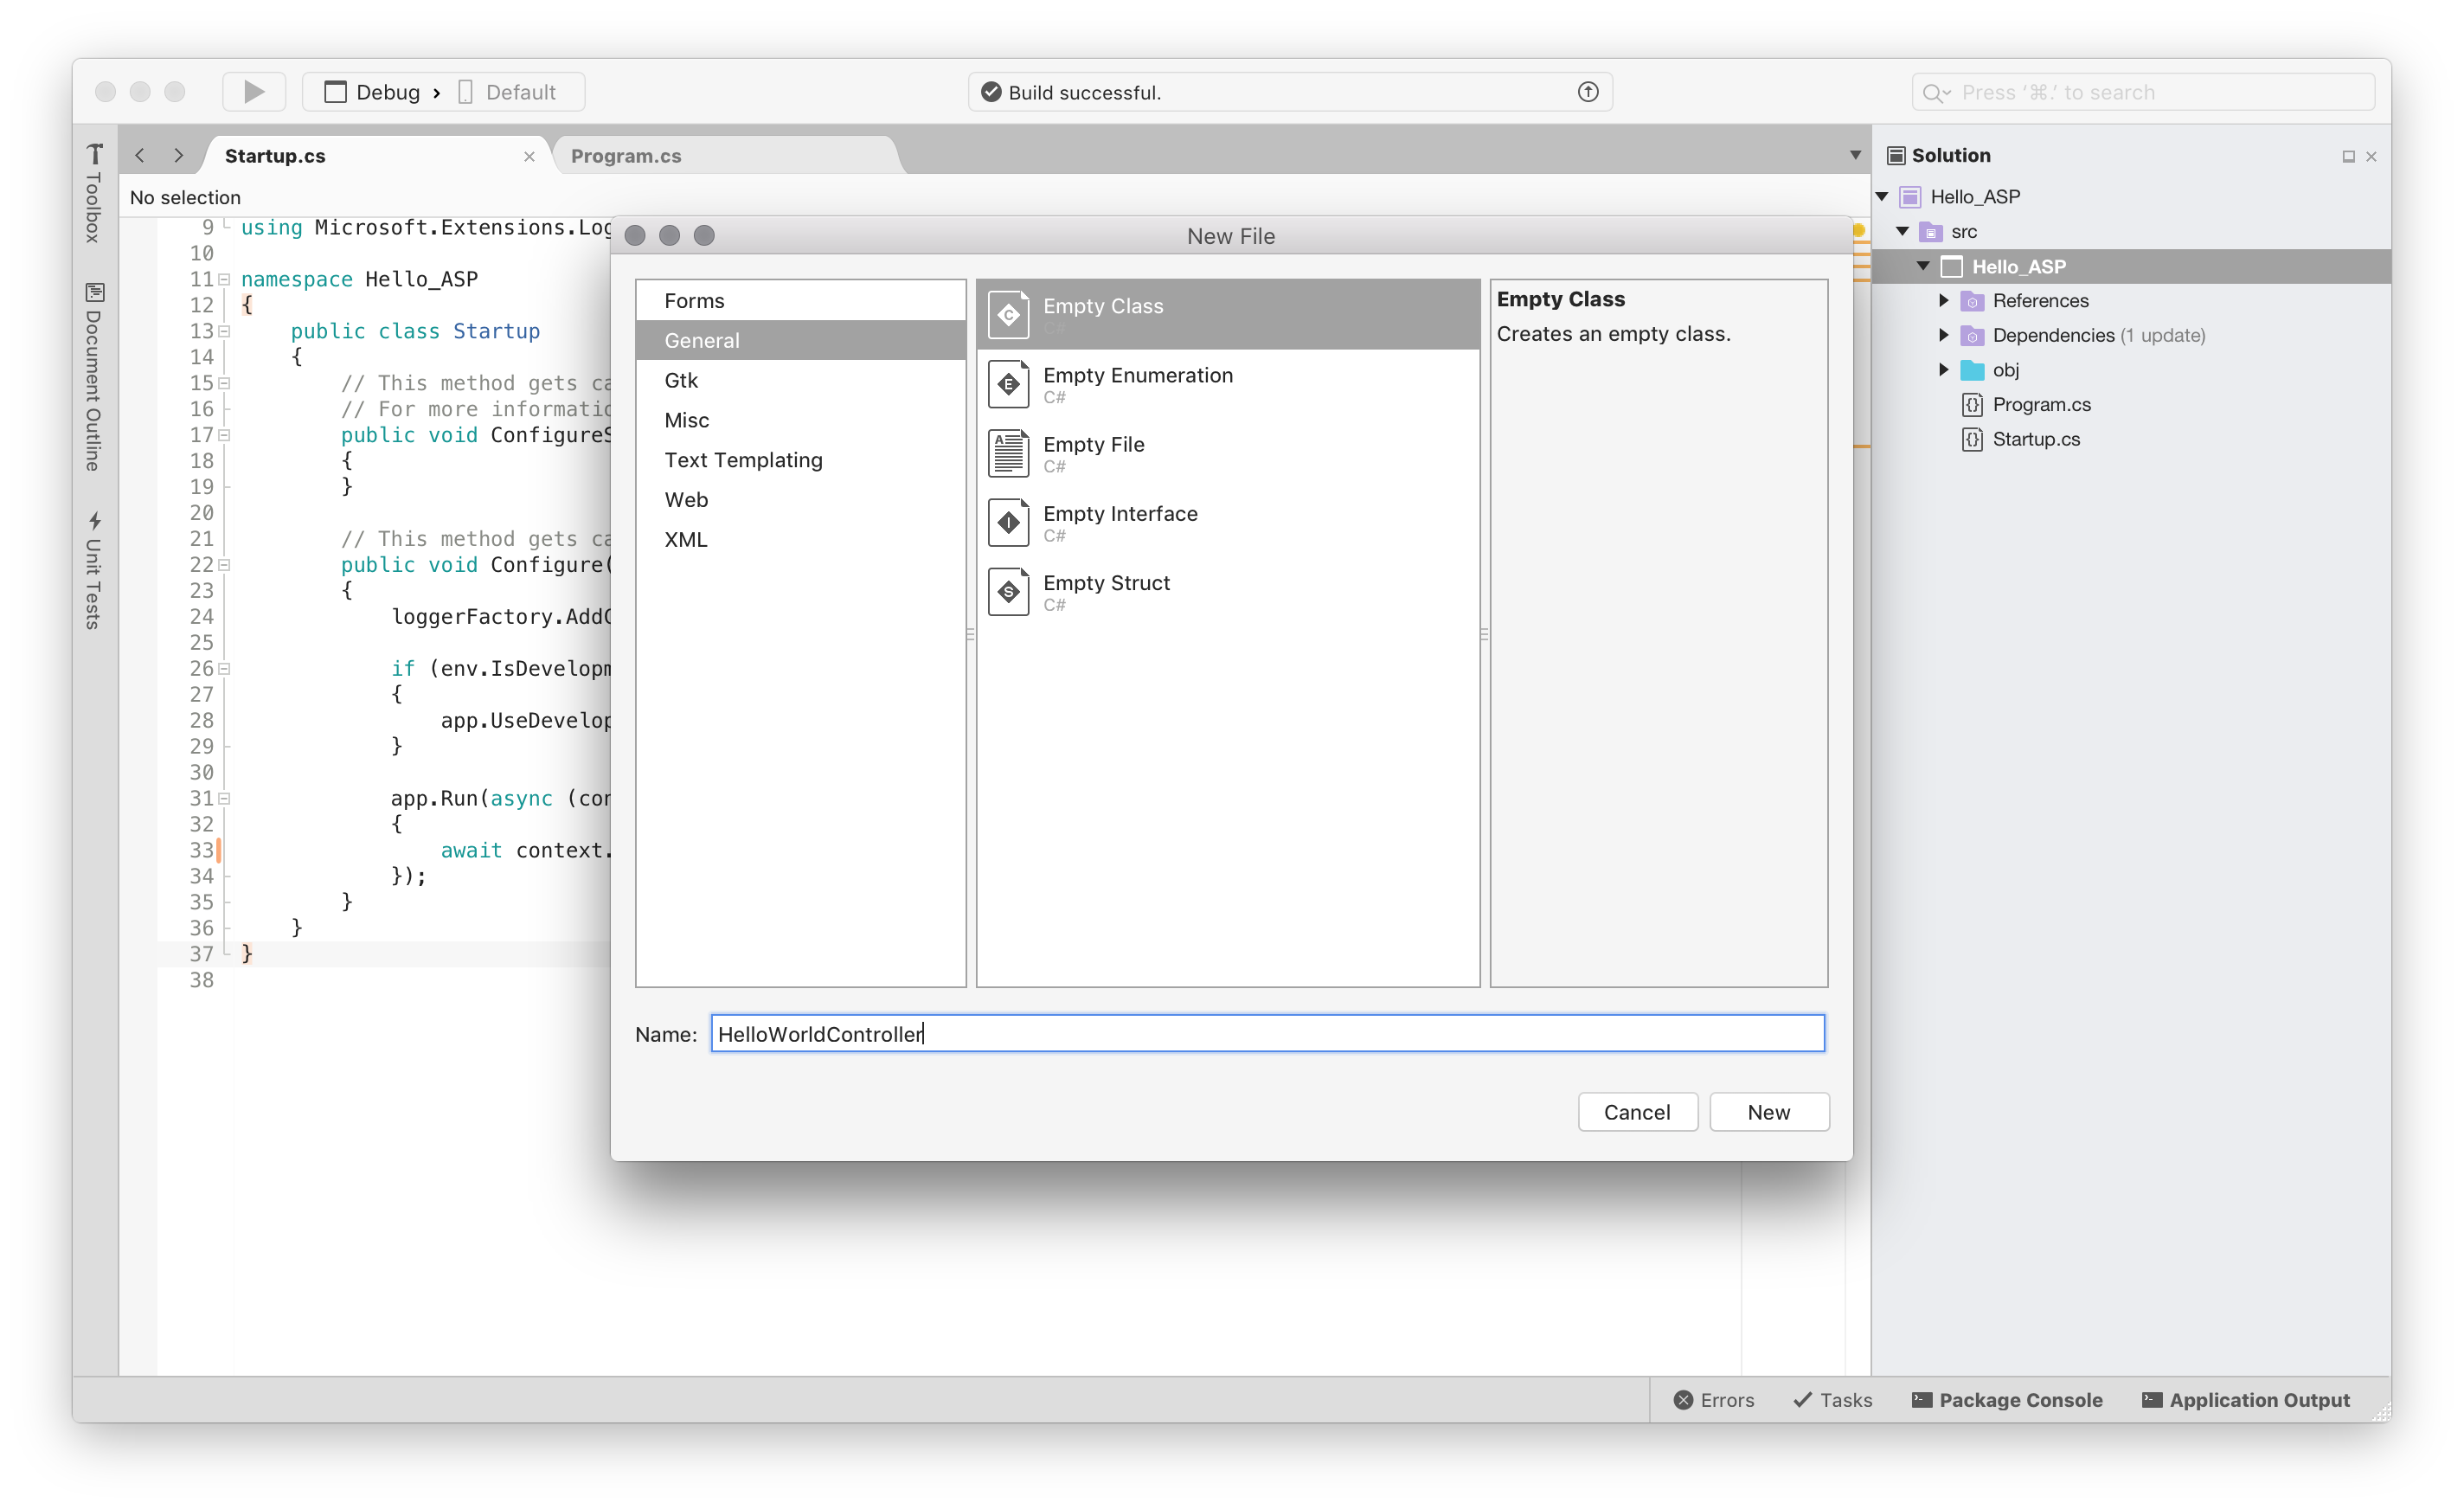 Debug › Default
Build successful.
Press ‘⌘.’ to search
Toolbox
Document Outline
Unit Tests
Startup.cs
Program.cs
No selection
9 using Microsoft.Extensions.Log
10
11 namespace Hello_ASP
12 {
13 public class Startup
14 {
15 // This method gets ca
16 // For more informatio
17 public void ConfigureS
18 {
19 }
20
21 // This method gets ca
22 public void Configure(
23 {
24 loggerFactory.AddC
25
26 if (env.IsDevelopm
27 {
28 app.UseDevelop
29 }
30
31 app.Run(async (con
32 {
33 await context.
34 });
35 }
36 }
37 }
38
New File
Forms
General
Gtk
Misc
Text Templating
Web
XML
Empty Class
C#
Empty Enumeration
C#
Empty File
C#
Empty Interface
C#
Empty Struct
C#
Empty Class
Creates an empty class.
Name: HelloWorldController
Cancel
New
Solution
Hello_ASP
src
Hello_ASP
References
Dependencies (1 update)
obj
Program.cs
Startup.cs
Errors
Tasks
Package Console
Application Output